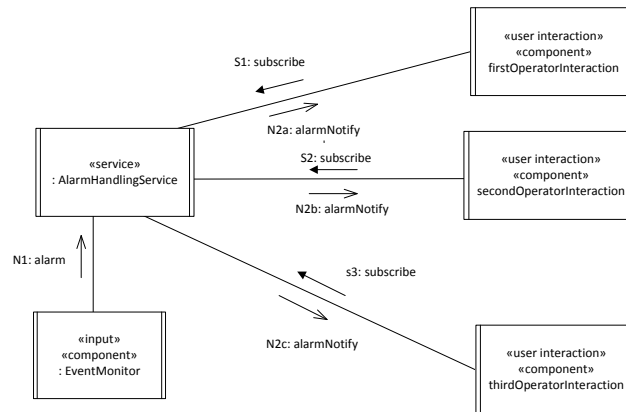 «user interaction»
«component»
firstOperatorInteraction
S1: subscribe
N2a: alarmNotify
«service»
: AlarmHandlingService
S2: subscribe
N2b: alarmNotify
«user interaction»
«component»
secondOperatorInteraction
N1: alarm
s3: subscribe
N2c: alarmNotify
«input»
«component»
: EventMonitor
«user interaction»
«component»
thirdOperatorInteraction